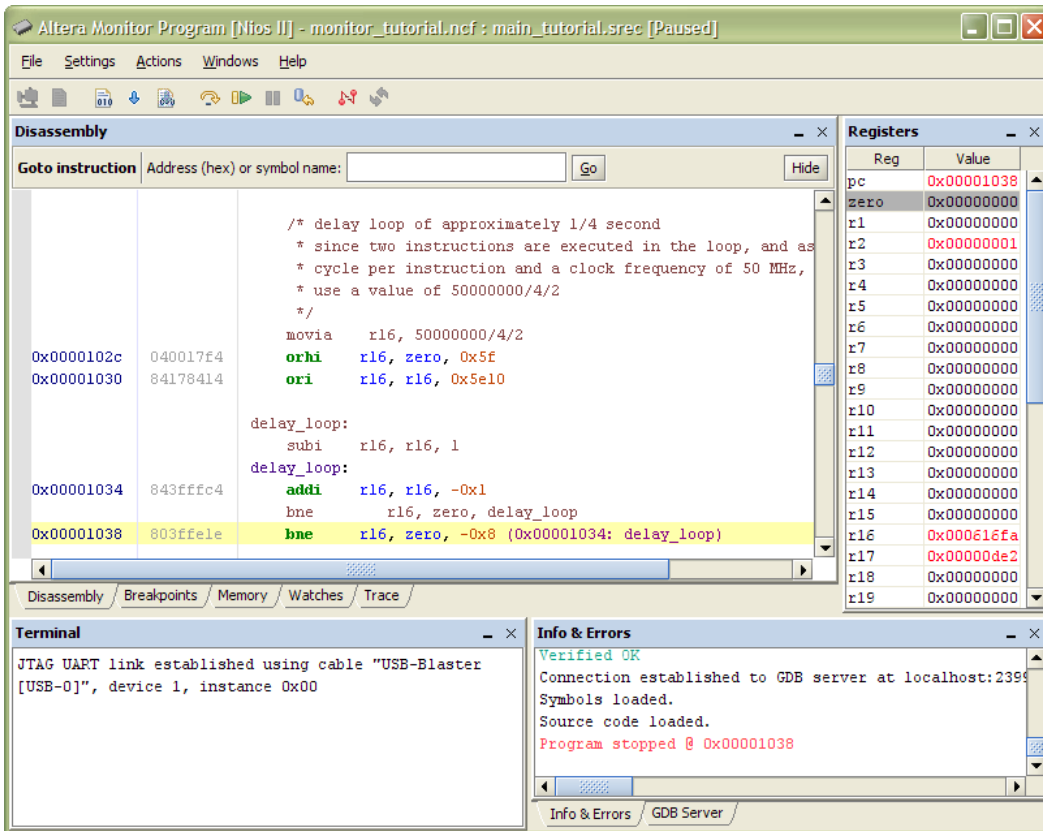 Altera Monitor Program [Nios II] - monitor_tutorial.ncf : main_tutorial.srec [Paused]
File Settings Actions Windows Help
Disassembly
Goto instruction Address (hex) or symbol name: Go Hide
/* delay loop of approximately 1/4 second
* since two instructions are executed in the loop, and as
* cycle per instruction and a clock frequency of 50 MHz,
* use a value of 50000000/4/2
*/
movia r16, 50000000/4/2
0x0000102c 040017f4 orhi r16, zero, 0x5f
0x00001030 84178414 ori r16, r16, 0x5e10
delay_loop:
subi r16, r16, 1
delay_loop:
0x00001034 843fffc4 addi r16, r16, -0x1
bne r16, zero, delay_loop
0x00001038 803ffe1e bne r16, zero, -0x8 (0x00001034: delay_loop)
Disassembly Breakpoints Memory Watches Trace
Registers
Reg Value
pc 0x00001038
zero 0x00000000
r1 0x00000000
r2 0x00000001
r3 0x00000000
r4 0x00000000
r5 0x00000000
r6 0x00000000
r7 0x00000000
r8 0x00000000
r9 0x00000000
r10 0x00000000
r11 0x00000000
r12 0x00000000
r13 0x00000000
r14 0x00000000
r15 0x00000000
r16 0x000616fa
r17 0x00000de2
r18 0x00000000
r19 0x00000000
Terminal
JTAG UART link established using cable "USB-Blaster
[USB-0]", device 1, instance 0x00
Info & Errors
Verified OK
Connection established to GDB server at localhost:2399
Symbols loaded.
Source code loaded.
Program stopped @ 0x00001038
Info & Errors GDB Server